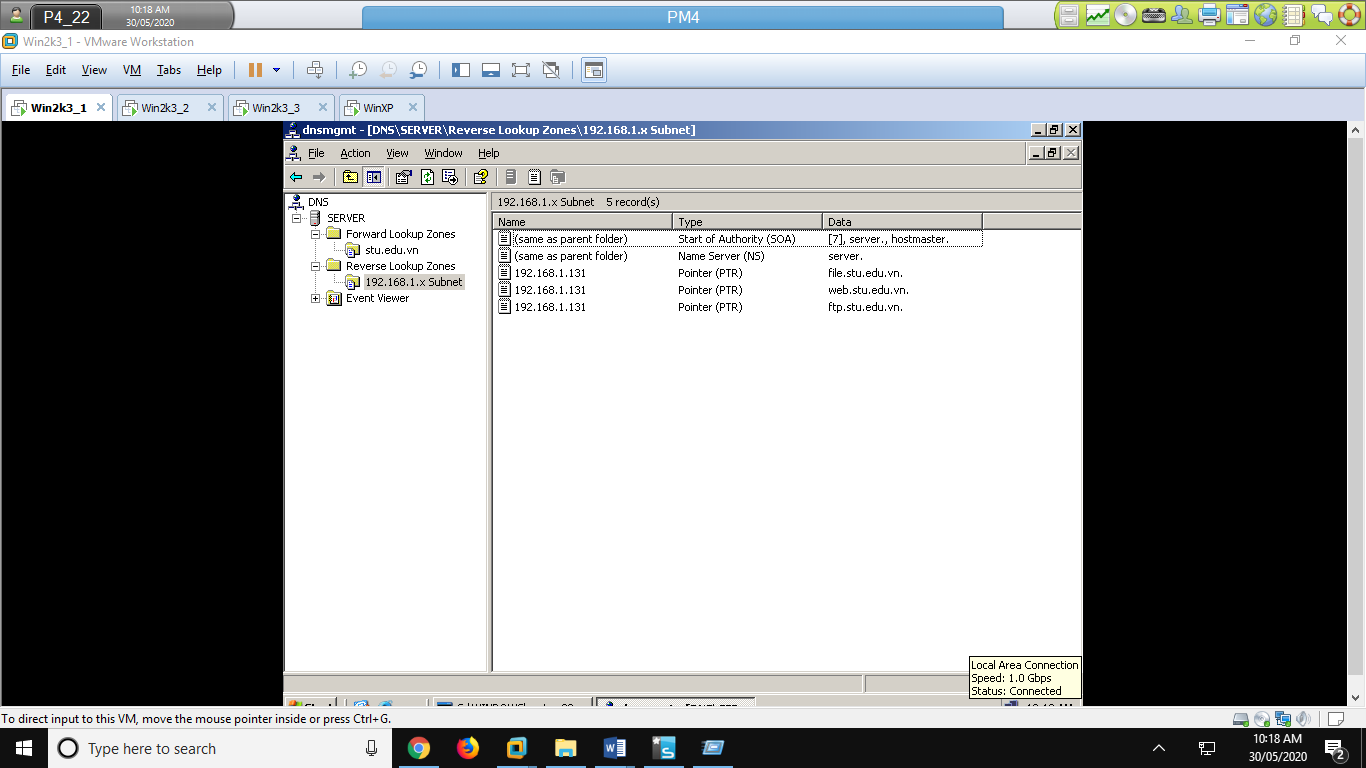 P4_22
10:18 AM
30/05/2020
PM4
Win2k3_1 - VMware Workstation
File Edit View VM Tabs Help
Win2k3_1 Win2k3_2 Win2k3_3 WinXP
dnsmgmt - [DNS\SERVER\Reverse Lookup Zones\192.168.1.x Subnet]
File Action View Window Help
DNS
SERVER
Forward Lookup Zones
stu.edu.vn
Reverse Lookup Zones
192.168.1.x Subnet
Event Viewer
192.168.1.x Subnet 5 record(s)
Name Type Data
(same as parent folder) Start of Authority (SOA) [7], server., hostmaster.
(same as parent folder) Name Server (NS) server.
192.168.1.131 Pointer (PTR) file.stu.edu.vn.
192.168.1.131 Pointer (PTR) web.stu.edu.vn.
192.168.1.131 Pointer (PTR) ftp.stu.edu.vn.
Local Area Connection
Speed: 1.0 Gbps
Status: Connected
To direct input to this VM, move the mouse pointer inside or press Ctrl+G.
Type here to search
10:18 AM
30/05/2020
2